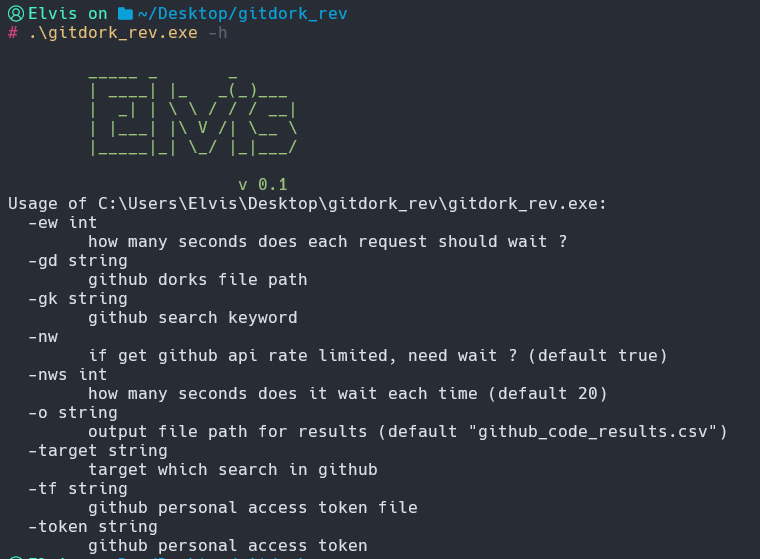 Elvis on ~/Desktop/gitdork_rev
# .\gitdork_rev.exe -h
 _____ _       _
| ____| |_   _(_)___
|  _| | \ \ / / / __|
| |___| |\ V /| \__ \
|_____|_| \_/ |_|___/
v 0.1
Usage of C:\Users\Elvis\Desktop\gitdork_rev\gitdork_rev.exe:
  -ew int
        how many seconds does each request should wait ?
  -gd string
        github dorks file path
  -gk string
        github search keyword
  -nw
        if get github api rate limited, need wait ? (default true)
  -nws int
        how many seconds does it wait each time (default 20)
  -o string
        output file path for results (default "github_code_results.csv")
  -target string
        target which search in github
  -tf string
        github personal access token file
  -token string
        github personal access token